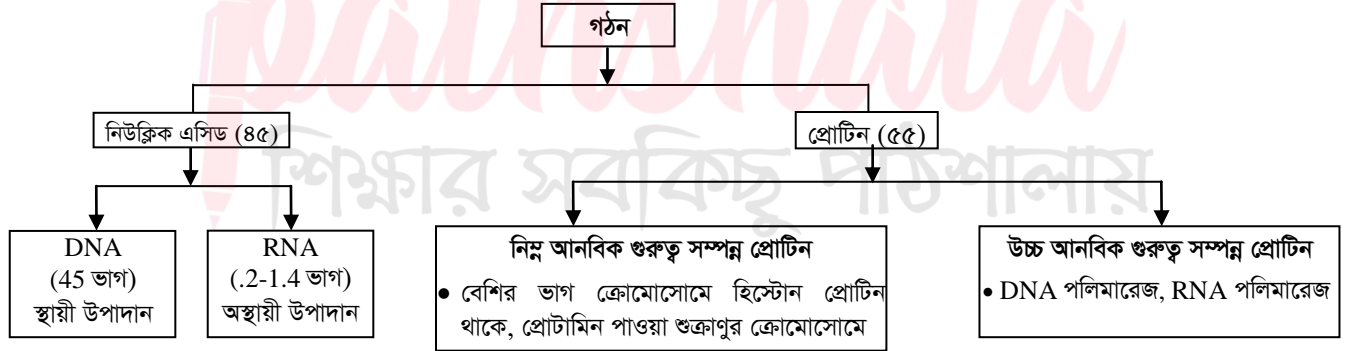 pathshala
গঠন
নিউক্লিক এসিড (৪৫)
প্রোটিন (৫৫)
শিক্ষার সবকিছু পাঠশালায়
DNA
(45 ভাগ)
স্থায়ী উপাদান
RNA
(.2-1.4 ভাগ)
অস্থায়ী উপাদান
নিম্ন আনবিক গুরুত্ব সম্পন্ন প্রোটিন
• বেশির ভাগ ক্রোমোসোমে হিস্টোন প্রোটিন
থাকে, প্রোটামিন পাওয়া শুক্রাণুর ক্রোমোসোমে
উচ্চ আনবিক গুরুত্ব সম্পন্ন প্রোটিন
• DNA পলিমারেজ, RNA পলিমারেজ